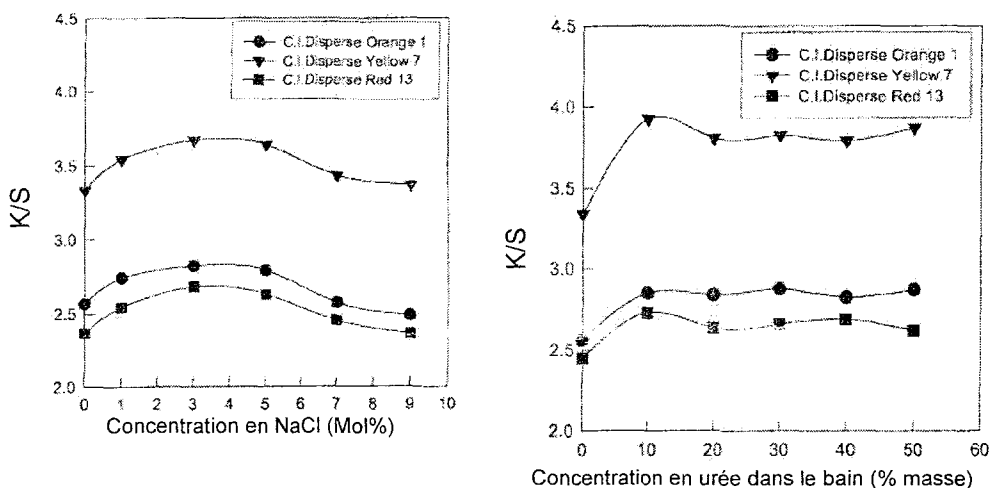 4.5
4.0
3.5
3.0
2.5
2.0
K/S
C.I.Disperse Orange 1
C.I.Disperse Yellow 7
C.I.Disperse Red 13
0 1 2 3 4 5 6 7 8 9 10
Concentration en NaCl (Mol%)
4.5
4.0
3.5
3.0
2.5
2.0
K/S
C.I.Disperse Orange 1
C.I.Disperse Yellow 7
C.I.Disperse Red 13
0 10 20 30 40 50 60
Concentration en urée dans le bain (% masse)